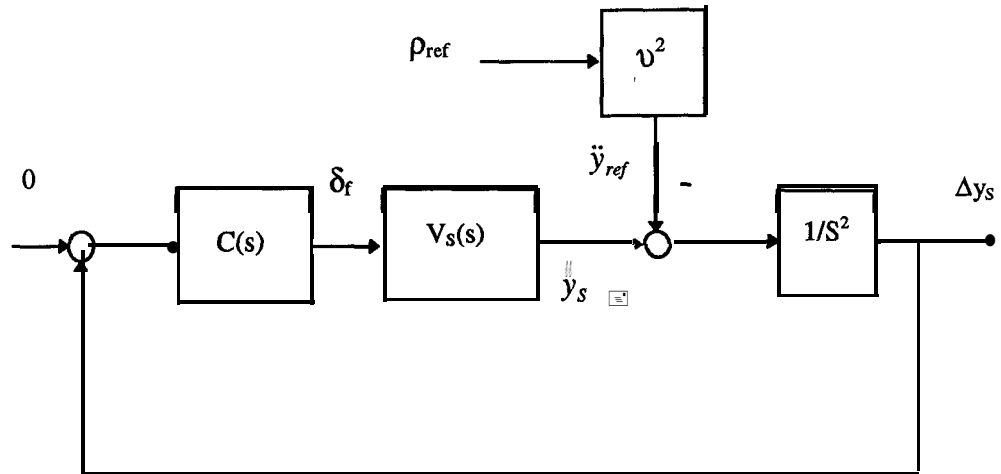 ρref
υ²
ÿref
-
0
δf
C(s)
VS(s)
ÿS
1/S²
ΔyS